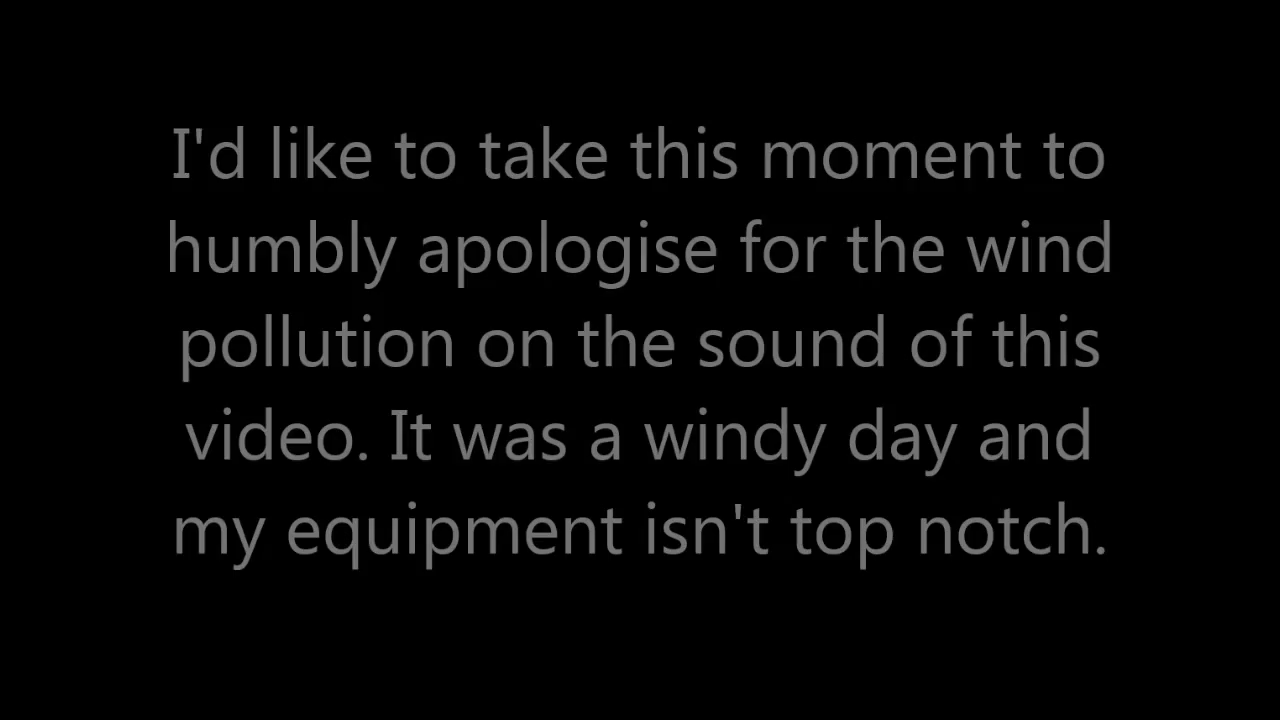 I'd like to take this moment to
humbly apologise for the wind
pollution on the sound of this
video. It was a windy day and
my equipment isn't top notch.